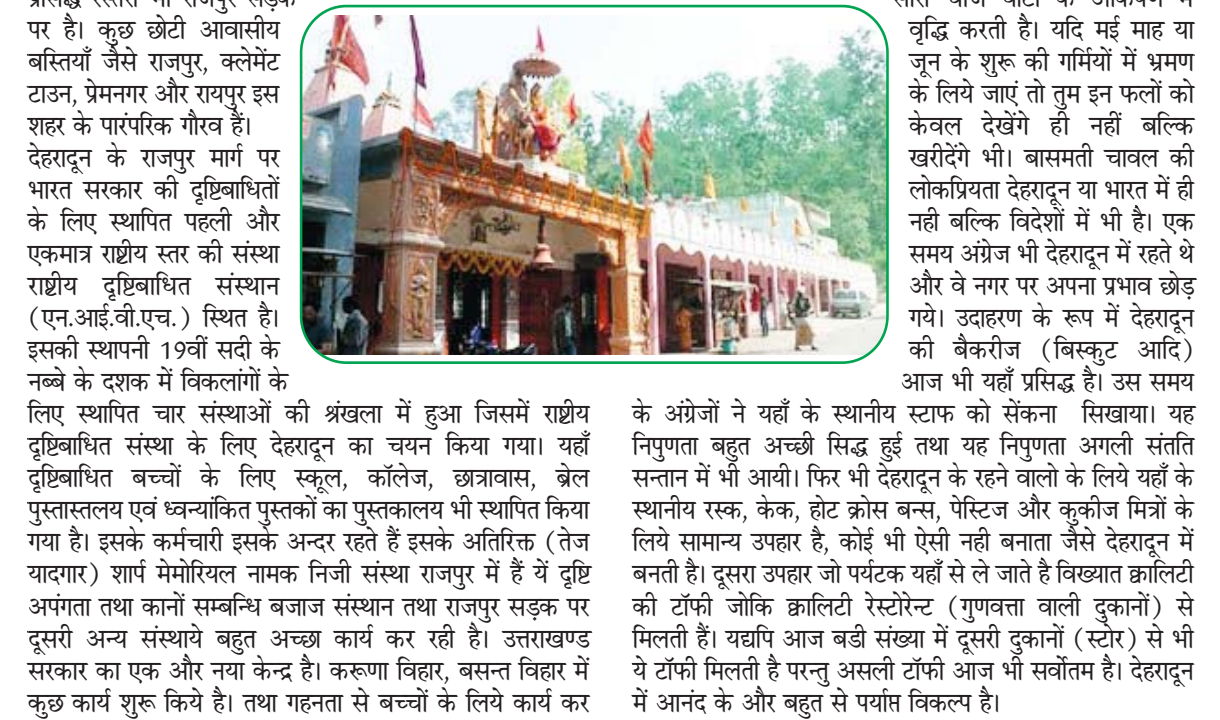 पर है। कुछ छोटी आवासीय
बस्तियाँ जैसे राजपुर, क्लेमेंट
टाउन, प्रेमनगर और रायपुर इस
शहर के पारंपरिक गौरव हैं।
देहरादून के राजपुर मार्ग पर
भारत सरकार की दृष्टिबाधितों
के लिए स्थापित पहली और
एकमात्र राष्टीय स्तर की संस्था
राष्टीय दृष्टिबाधित संस्थान
(एन.आई.वी.एच.) स्थित है।
इसकी स्थापनी 19वीं सदी के
नब्बे के दशक में विकलांगों के
लिए स्थापित चार संस्थाओं की श्रंखला में हुआ जिसमें राष्टीय
दृष्टिबाधित संस्था के लिए देहरादून का चयन किया गया। यहाँ
दृष्टिबाधित बच्चों के लिए स्कूल, कॉलेज, छात्रावास, ब्रेल
पुस्तास्तलय एवं ध्वन्यांकित पुस्तकों का पुस्तकालय भी स्थापित किया
गया है। इसके कर्मचारी इसके अन्दर रहते हैं इसके अतिरिक्त (तेज
यादगार) शार्प मेमोरियल नामक निजी संस्था राजपुर में हैं यें दृष्टि
अपंगता तथा कानों सम्बन्धि बजाज संस्थान तथा राजपुर सड़क पर
दूसरी अन्य संस्थाये बहुत अच्छा कार्य कर रही है। उत्तराखण्ड
सरकार का एक और नया केन्द्र है। करूणा विहार, बसन्त विहार में
कुछ कार्य शुरू किये है। तथा गहनता से बच्चों के लिये कार्य कर
वृद्धि करती है। यदि मई माह या
जून के शुरू की गर्मियों में भ्रमण
के लिये जाएं तो तुम इन फलों को
केवल देखेंगे ही नहीं बल्कि
खरीदेंगे भी। बासमती चावल की
लोकप्रियता देहरादून या भारत में ही
नही बल्कि विदेशों में भी है। एक
समय अंग्रेज भी देहरादून में रहते थे
और वे नगर पर अपना प्रभाव छोड़
गये। उदाहरण के रूप में देहरादून
की बैकरीज (बिस्कुट आदि)
आज भी यहाँ प्रसिद्ध है। उस समय
के अंग्रेजों ने यहाँ के स्थानीय स्टाफ को सेंकना सिखाया। यह
निपुणता बहुत अच्छी सिद्ध हुई तथा यह निपुणता अगली संतति
सन्तान में भी आयी। फिर भी देहरादून के रहने वालो के लिये यहाँ के
स्थानीय रस्क, केक, होट क्रोस बन्स, पेस्टिज और कुकीज मित्रों के
लिये सामान्य उपहार है, कोई भी ऐसी नही बनाता जैसे देहरादून में
बनती है। दूसरा उपहार जो पर्यटक यहाँ से ले जाते है विख्यात क्वालिटी
की टॉफी जोकि क्वालिटी रेस्टोरेन्ट (गुणवत्ता वाली दुकानों) से
मिलती हैं। यद्यपि आज बडी संख्या में दूसरी दुकानों (स्टोर) से भी
ये टॉफी मिलती है परन्तु असली टॉफी आज भी सर्वोतम है। देहरादून
में आनंद के और बहुत से पर्याप्त विकल्प है।